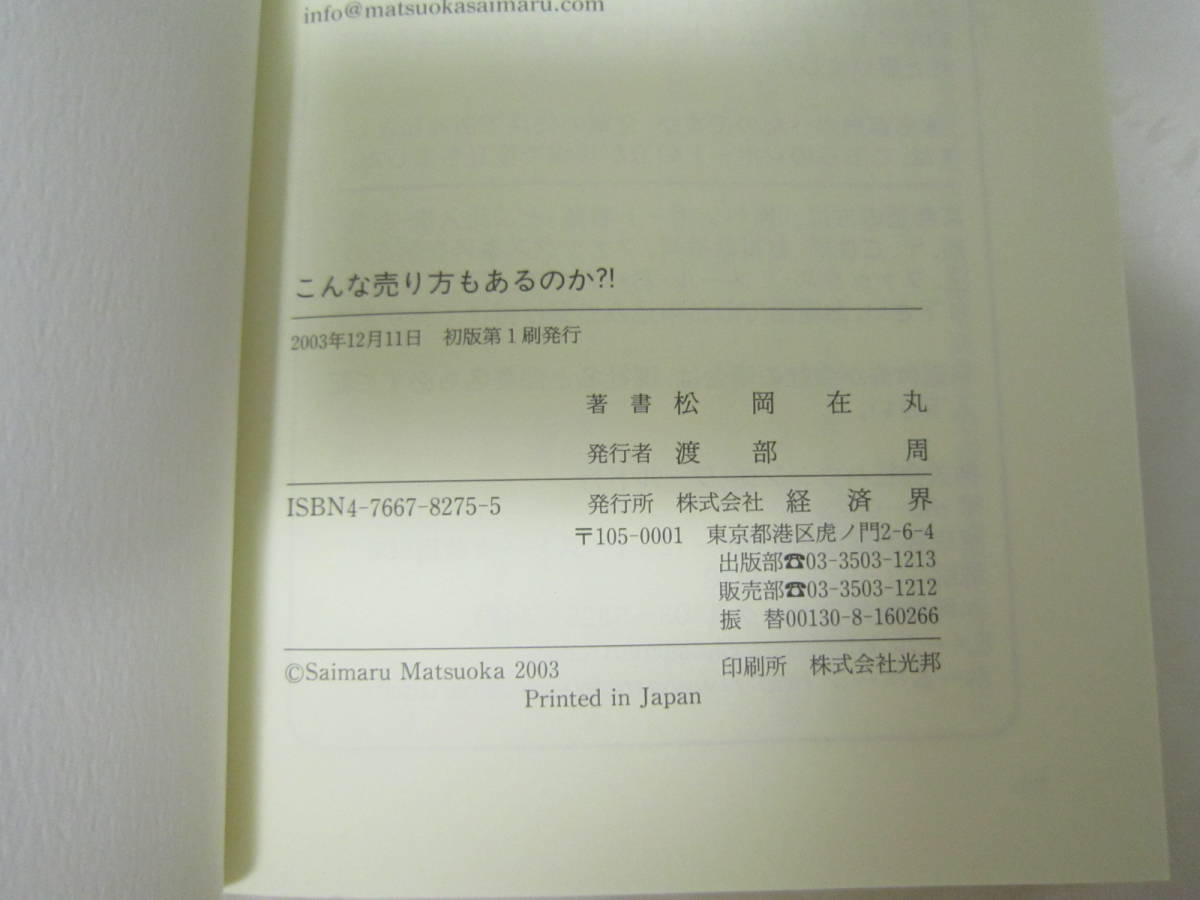 info@matsuokasaimaru.com
こんな売り方もあるのか?!
2003年12月11日　初版第1刷発行
著　書　松　岡　在　丸
発行者　渡　部　　周
ISBN4-7667-8275-5　発行所　株式会社　経　済　界
〒105-0001　東京都港区虎ノ門2-6-4
出版部☎03-3503-1213
販売部☎03-3503-1212
振　替00130-8-160266
©Saimaru Matsuoka 2003　印刷所　株式会社光邦
Printed in Japan